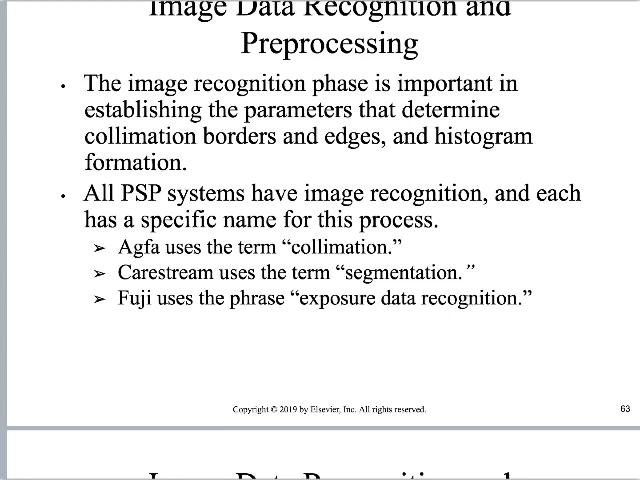 Image Data Recognition and
Preprocessing
• The image recognition phase is important in
establishing the parameters that determine
collimation borders and edges, and histogram
formation.
• All PSP systems have image recognition, and each
has a specific name for this process.
➢ Agfa uses the term “collimation.”
➢ Carestream uses the term “segmentation.”
➢ Fuji uses the phrase “exposure data recognition.”
Copyright © 2019 by Elsevier, Inc. All rights reserved.
63